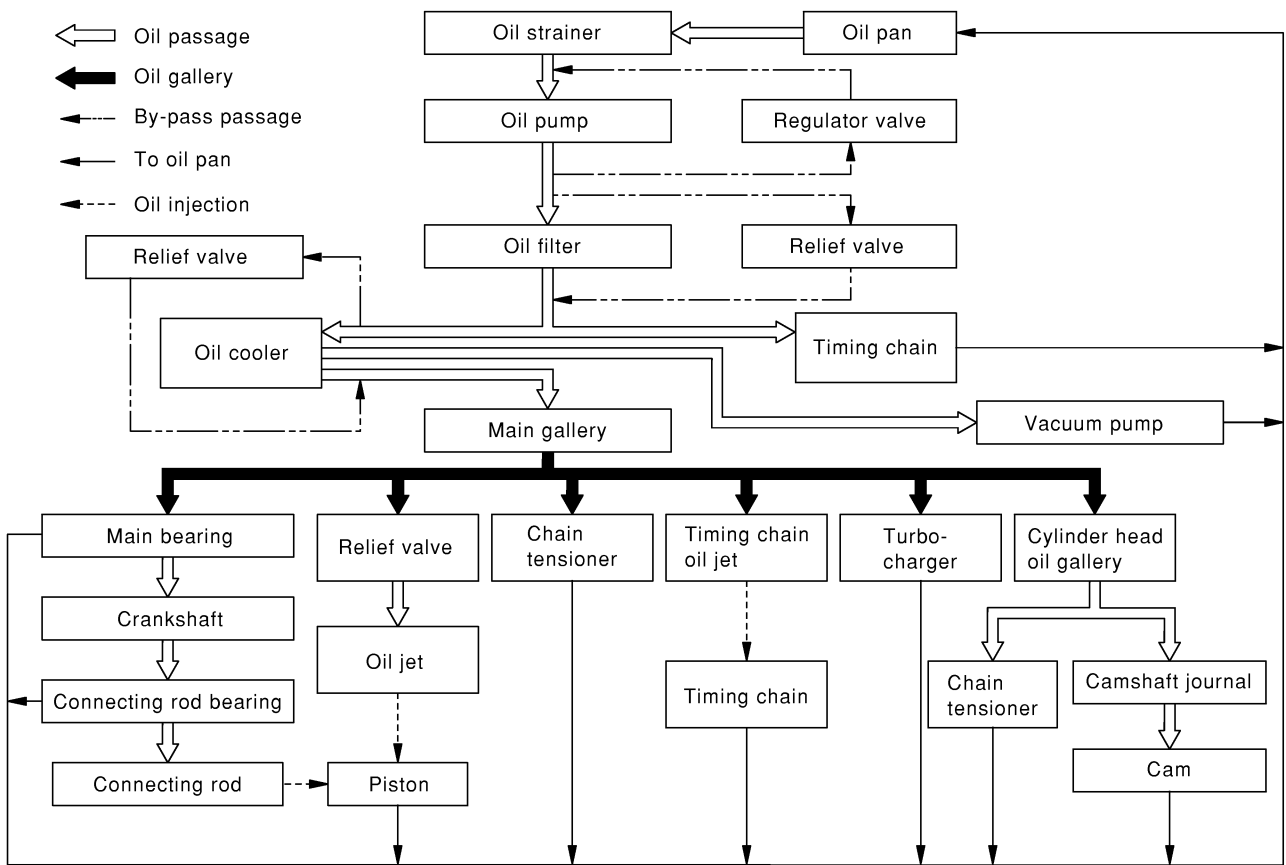 Oil passage
Oil gallery
By-pass passage
To oil pan
Oil injection
Oil strainer
Oil pan
Oil pump
Regulator valve
Relief valve
Oil filter
Relief valve
Oil cooler
Timing chain
Main gallery
Vacuum pump
Main bearing
Relief valve
Chain
tensioner
Timing chain
oil jet
Turbo-
charger
Cylinder head
oil gallery
Crankshaft
Oil jet
Connecting rod bearing
Timing chain
Chain
tensioner
Camshaft journal
Connecting rod
Piston
Cam